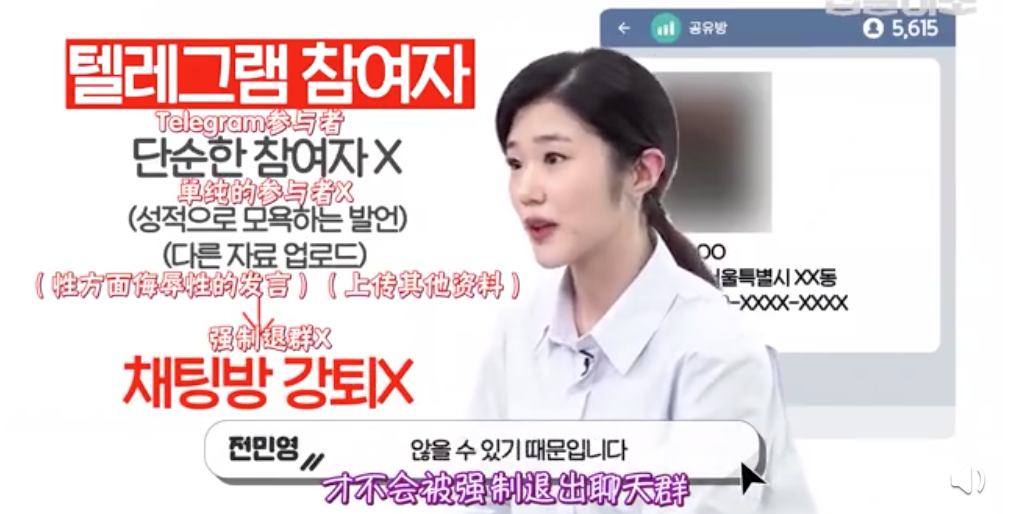 공유방
5,615
텔레그램 참여자
Telegram参与者
단순한 참여자 X
单纯的参与者X
(성적으로 모욕하는 발언)
(다른 자료 업로드)
（性方面侮辱性的发言）（上传其他资料）
强制退群X
채팅방 강퇴X
OO
울특별시 XX동
-XXXX-XXXX
전민영
않을 수 있기 때문입니다
才不会被强制退出聊天群